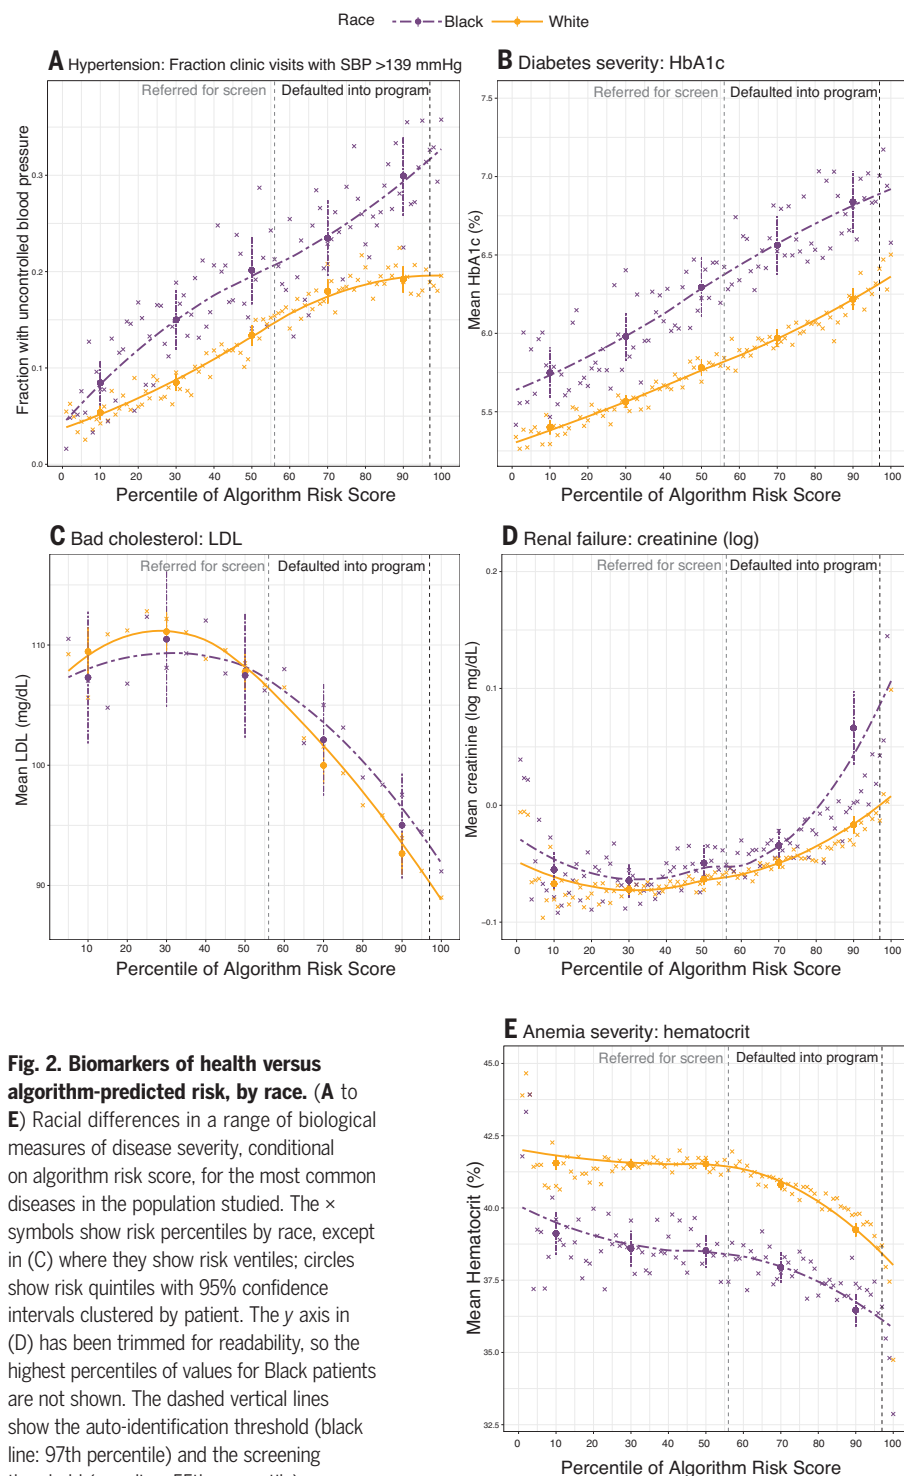 Race Black White
A Hypertension: Fraction clinic visits with SBP >139 mmHg
Referred for screen Defaulted into program
Fraction with uncontrolled blood pressure
0.3
0.2
0.1
0.0
0 10 20 30 40 50 60 70 80 90 100
Percentile of Algorithm Risk Score
B Diabetes severity: HbA1c
Referred for screen Defaulted into program
Mean HbA1c (%)
7.5
7.0
6.5
6.0
5.5
0 10 20 30 40 50 60 70 80 90 100
Percentile of Algorithm Risk Score
C Bad cholesterol: LDL
Referred for screen Defaulted into program
Mean LDL (mg/dL)
110
100
90
10 20 30 40 50 60 70 80 90 100
Percentile of Algorithm Risk Score
D Renal failure: creatinine (log)
Referred for screen Defaulted into program
Mean creatinine (log mg/dL)
0.2
0.1
0.0
−0.1
0 10 20 30 40 50 60 70 80 90 100
Percentile of Algorithm Risk Score
E Anemia severity: hematocrit
Referred for screen Defaulted into program
Mean Hematocrit (%)
45.0
42.5
40.0
37.5
35.0
32.5
0 10 20 30 40 50 60 70 80 90 100
Percentile of Algorithm Risk Score
Fig. 2. Biomarkers of health versus
algorithm-predicted risk, by race. (A to
E) Racial differences in a range of biological
measures of disease severity, conditional
on algorithm risk score, for the most common
diseases in the population studied. The ×
symbols show risk percentiles by race, except
in (C) where they show risk ventiles; circles
show risk quintiles with 95% confidence
intervals clustered by patient. The y axis in
(D) has been trimmed for readability, so the
highest percentiles of values for Black patients
are not shown. The dashed vertical lines
show the auto-identification threshold (black
line: 97th percentile) and the screening